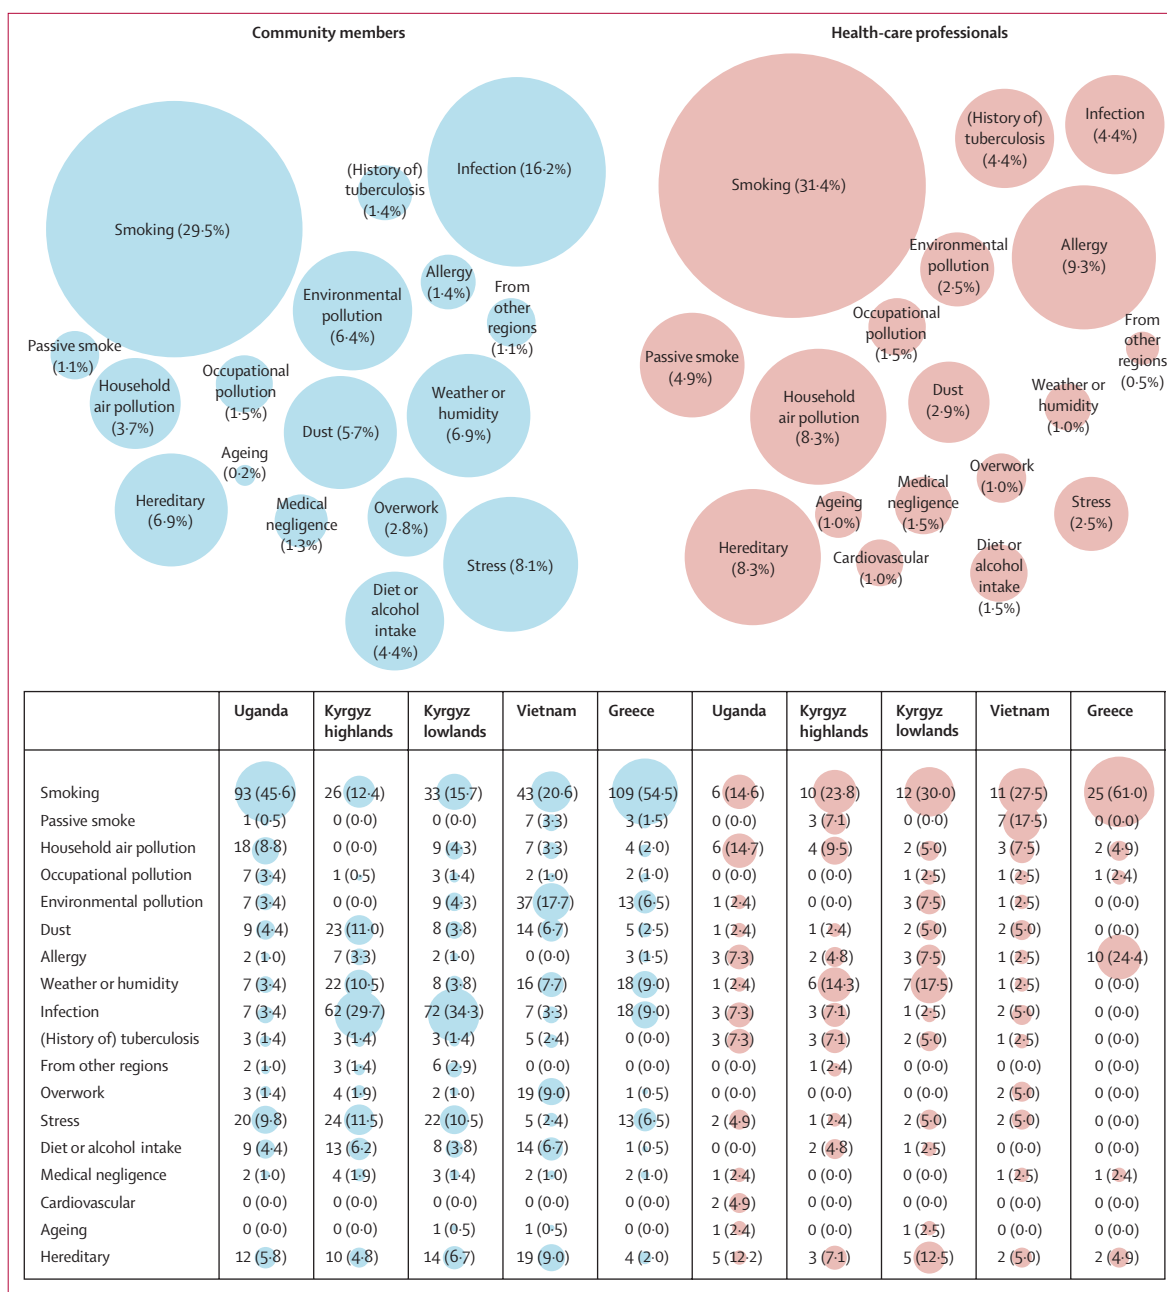 Community members
Health-care professionals
Smoking (29·5%)
(History of)
tuberculosis
(1·4%)
Infection (16·2%)
Environmental
pollution
(6·4%)
Allergy
(1·4%)
From
other
regions
(1·1%)
Passive smoke
(1·1%)
Household
air pollution
(3·7%)
Occupational
pollution
(1·5%)
Dust (5·7%)
Weather or
humidity
(6·9%)
Ageing
(0·2%)
Hereditary
(6·9%)
Medical
negligence
(1·3%)
Overwork
(2·8%)
Stress (8·1%)
Diet or
alcohol
intake
(4·4%)
Smoking (31·4%)
(History of)
tuberculosis
(4·4%)
Infection
(4·4%)
Environmental
pollution
(2·5%)
Allergy
(9·3%)
Occupational
pollution
(1·5%)
From
other
regions
(0·5%)
Passive smoke
(4·9%)
Household
air pollution
(8·3%)
Dust
(2·9%)
Weather or
humidity
(1·0%)
Overwork
(1·0%)
Ageing
(1·0%)
Medical
negligence
(1·5%)
Stress
(2·5%)
Hereditary
(8·3%)
Cardiovascular
(1·0%)
Diet or
alcohol
intake
(1·5%)
Uganda Kyrgyz highlands Kyrgyz lowlands Vietnam Greece Uganda Kyrgyz highlands Kyrgyz lowlands Vietnam Greece
Smoking 93 (45·6) 26 (12·4) 33 (15·7) 43 (20·6) 109 (54·5) 6 (14·6) 10 (23·8) 12 (30·0) 11 (27·5) 25 (61·0)
Passive smoke 1 (0·5) 0 (0·0) 0 (0·0) 7 (3·3) 3 (1·5) 0 (0·0) 3 (7·1) 0 (0·0) 7 (17·5) 0 (0·0)
Household air pollution 18 (8·8) 0 (0·0) 9 (4·3) 7 (3·3) 4 (2·0) 6 (14·7) 4 (9·5) 2 (5·0) 3 (7·5) 2 (4·9)
Occupational pollution 7 (3·4) 1 (0·5) 3 (1·4) 2 (1·0) 2 (1·0) 0 (0·0) 0 (0·0) 1 (2·5) 1 (2·5) 1 (2·4)
Environmental pollution 7 (3·4) 0 (0·0) 9 (4·3) 37 (17·7) 13 (6·5) 1 (2·4) 0 (0·0) 3 (7·5) 1 (2·5) 0 (0·0)
Dust 9 (4·4) 23 (11·0) 8 (3·8) 14 (6·7) 5 (2·5) 1 (2·4) 1 (2·4) 2 (5·0) 2 (5·0) 0 (0·0)
Allergy 2 (1·0) 7 (3·3) 2 (1·0) 0 (0·0) 3 (1·5) 3 (7·3) 2 (4·8) 3 (7·5) 1 (2·5) 10 (24·4)
Weather or humidity 7 (3·4) 22 (10·5) 8 (3·8) 16 (7·7) 18 (9·0) 1 (2·4) 6 (14·3) 7 (17·5) 1 (2·5) 0 (0·0)
Infection 7 (3·4) 62 (29·7) 72 (34·3) 7 (3·3) 18 (9·0) 3 (7·3) 3 (7·1) 1 (2·5) 2 (5·0) 0 (0·0)
(History of) tuberculosis 3 (1·4) 3 (1·4) 3 (1·4) 5 (2·4) 0 (0·0) 3 (7·3) 3 (7·1) 2 (5·0) 1 (2·5) 0 (0·0)
From other regions 2 (1·0) 3 (1·4) 6 (2·9) 0 (0·0) 0 (0·0) 0 (0·0) 1 (2·4) 0 (0·0) 0 (0·0) 0 (0·0)
Overwork 3 (1·4) 4 (1·9) 2 (1·0) 19 (9·0) 1 (0·5) 0 (0·0) 0 (0·0) 0 (0·0) 2 (5·0) 0 (0·0)
Stress 20 (9·8) 24 (11·5) 22 (10·5) 5 (2·4) 13 (6·5) 2 (4·9) 1 (2·4) 2 (5·0) 2 (5·0) 0 (0·0)
Diet or alcohol intake 9 (4·4) 13 (6·2) 8 (3·8) 14 (6·7) 1 (0·5) 0 (0·0) 2 (4·8) 1 (2·5) 0 (0·0) 0 (0·0)
Medical negligence 2 (1·0) 4 (1·9) 3 (1·4) 2 (1·0) 2 (1·0) 1 (2·4) 0 (0·0) 0 (0·0) 1 (2·5) 1 (2·4)
Cardiovascular 0 (0·0) 0 (0·0) 0 (0·0) 0 (0·0) 0 (0·0) 2 (4·9) 0 (0·0) 0 (0·0) 0 (0·0) 0 (0·0)
Ageing 0 (0·0) 0 (0·0) 1 (0·5) 1 (0·5) 0 (0·0) 1 (2·4) 0 (0·0) 1 (2·5) 0 (0·0) 0 (0·0)
Hereditary 12 (5·8) 10 (4·8) 14 (6·7) 19 (9·0) 4 (2·0) 5 (12·2) 3 (7·1) 5 (12·5) 2 (5·0) 2 (4·9)